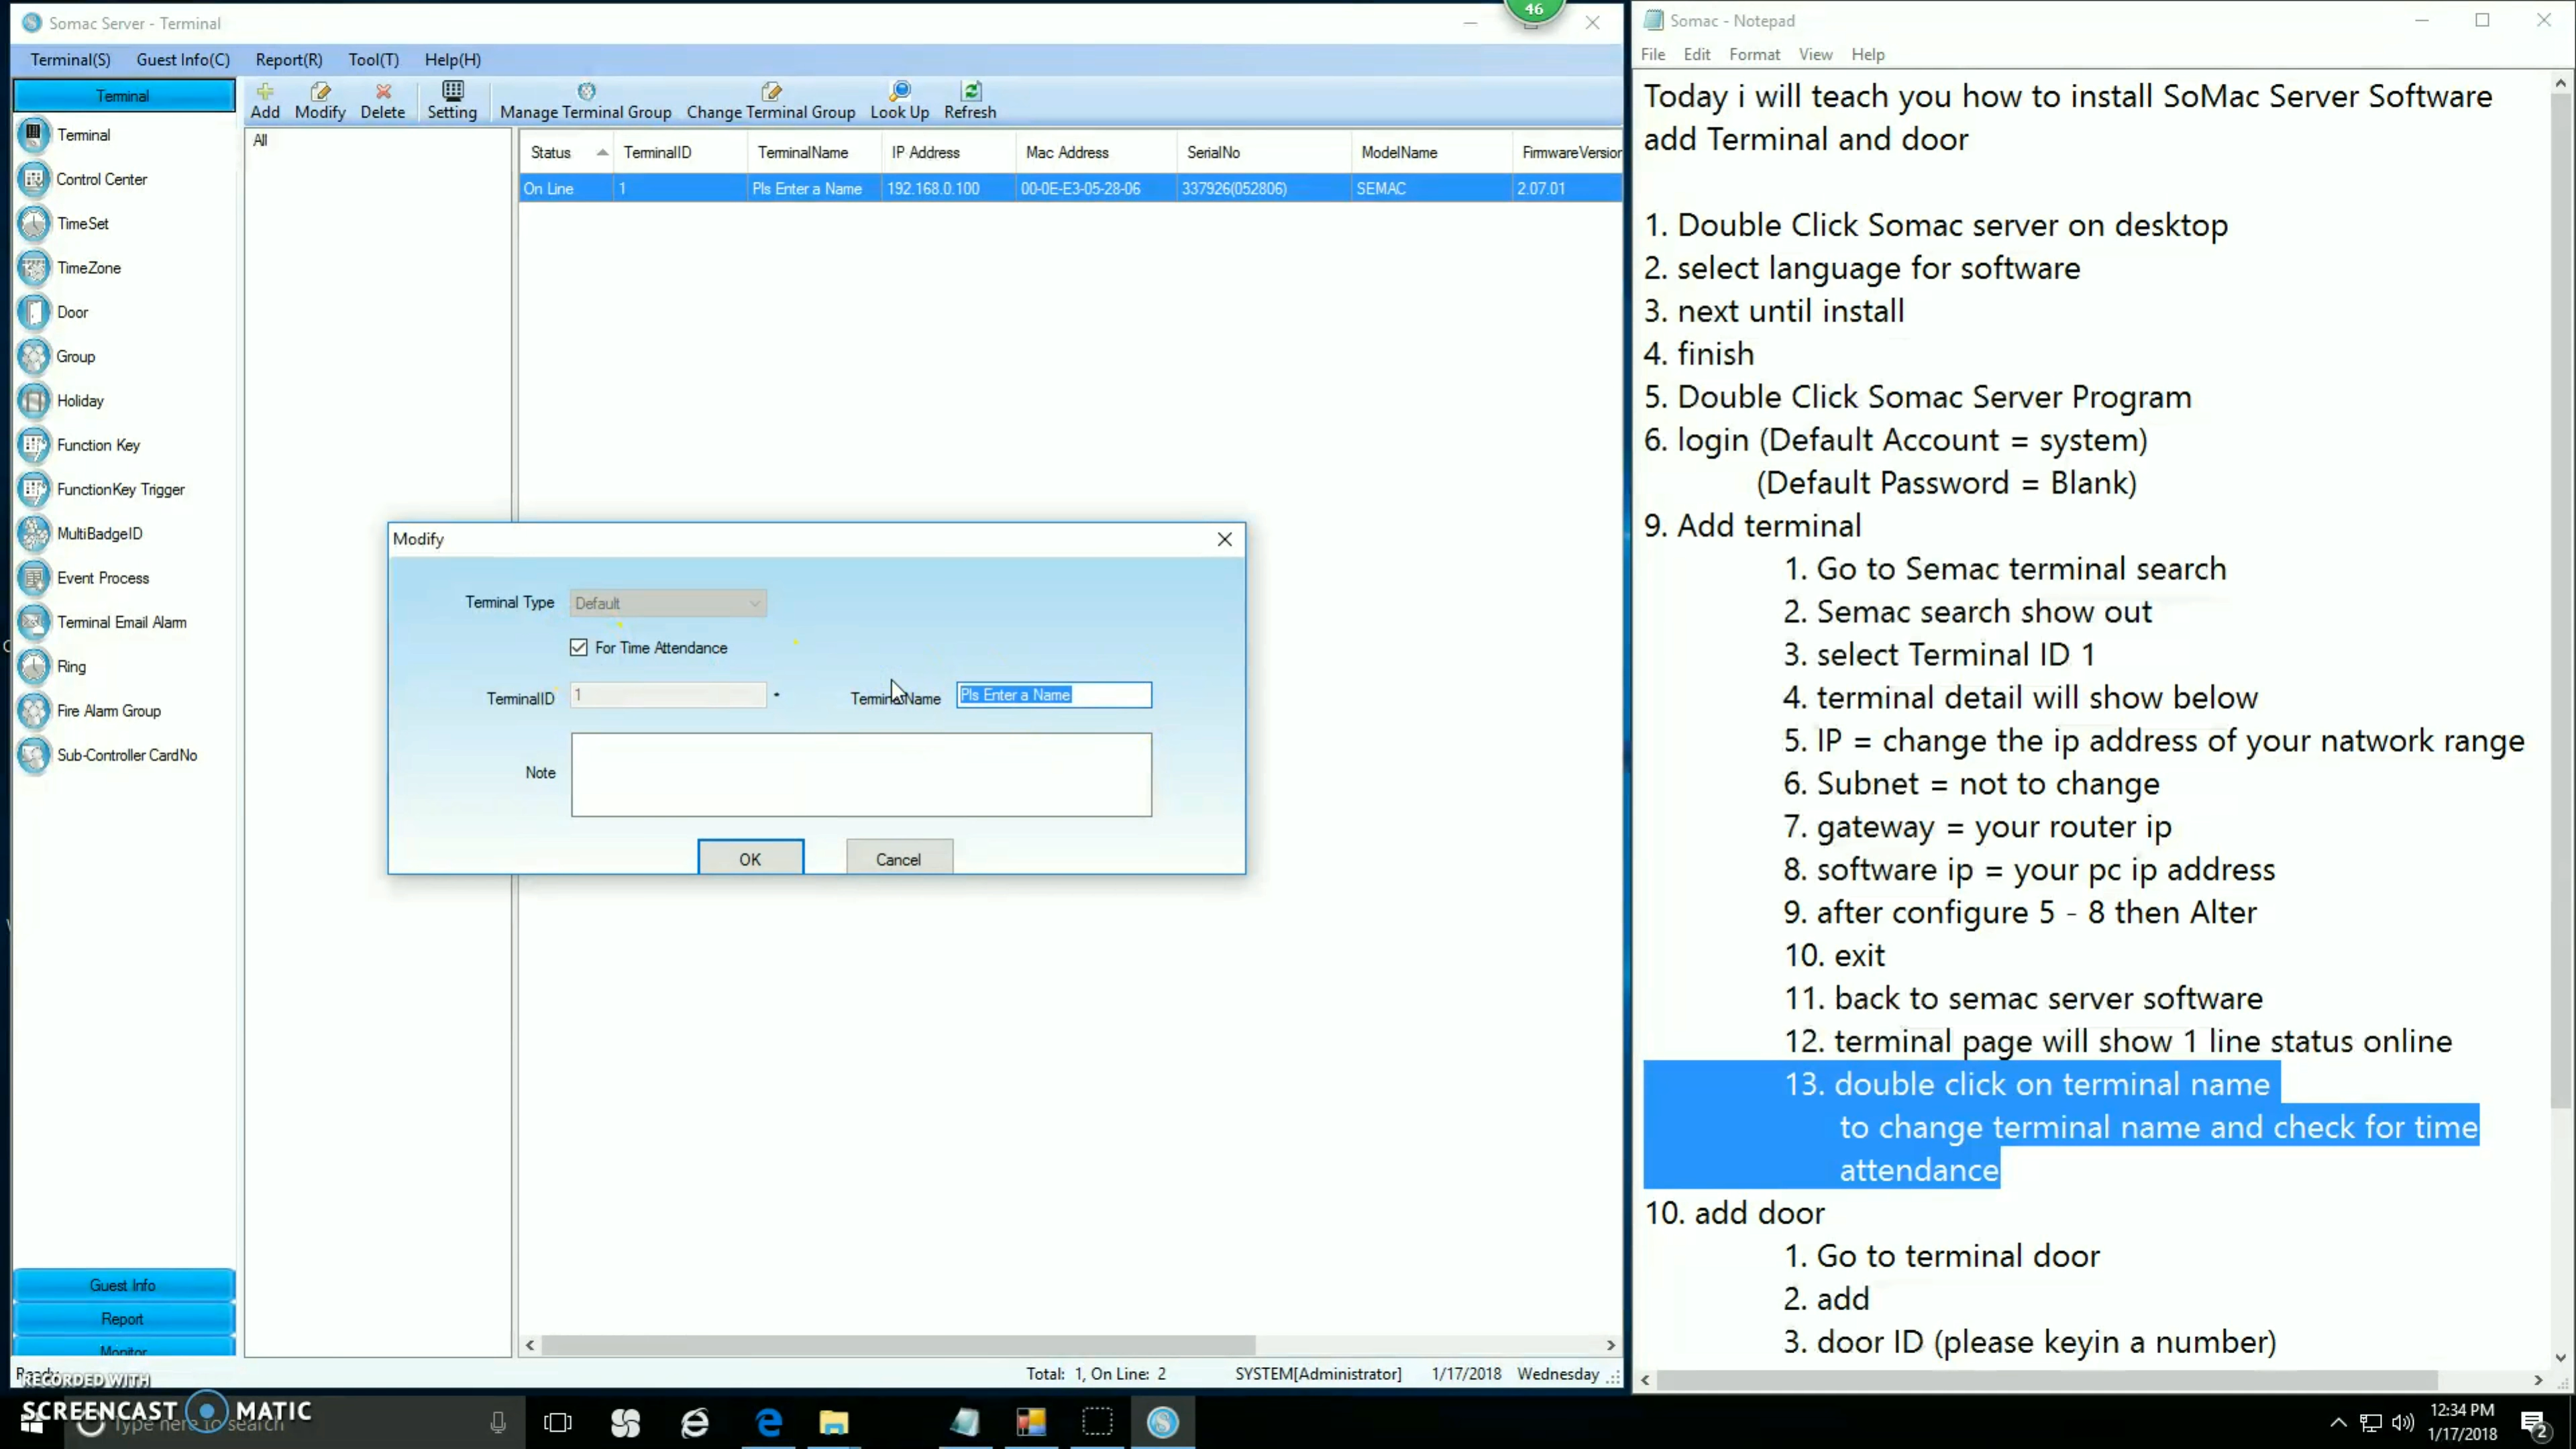 Somac Server - Terminal
46
Terminal(S) Guest Info(C) Report(R) Tool(T) Help(H)
Terminal
Add Modify Delete Setting Manage Terminal Group Change Terminal Group Look Up Refresh
Terminal
Control Center
TimeSet
TimeZone
Door
Group
Holiday
Function Key
FunctionKey Trigger
MultiBadgeID
Event Process
Terminal Email Alarm
Ring
Fire Alarm Group
Sub-Controller CardNo
Guest Info
Report
Monitor
All
Status TerminalID TerminalName IP Address Mac Address SerialNo ModelName FirmwareVersion
On Line 1 Pls Enter a Name 192.168.0.100 00-0E-E3-05-28-06 337926(052806) SEMAC 2.07.01
Modify
Terminal Type Default
For Time Attendance
TerminalID 1 * TerminalName Pls Enter a Name
Note
OK Cancel
Ready
Total: 1, On Line: 2 SYSTEM[Administrator] 1/17/2018 Wednesday
Somac - Notepad
File Edit Format View Help
Today i will teach you how to install SoMac Server Software
add Terminal and door
1. Double Click Somac server on desktop
2. select language for software
3. next until install
4. finish
5. Double Click Somac Server Program
6. login (Default Account = system)
(Default Password = Blank)
9. Add terminal
1. Go to Semac terminal search
2. Semac search show out
3. select Terminal ID 1
4. terminal detail will show below
5. IP = change the ip address of your natwork range
6. Subnet = not to change
7. gateway = your router ip
8. software ip = your pc ip address
9. after configure 5 - 8 then Alter
10. exit
11. back to semac server software
12. terminal page will show 1 line status online
13. double click on terminal name
to change terminal name and check for time
attendance
10. add door
1. Go to terminal door
2. add
3. door ID (please keyin a number)
RECORDED WITH
SCREENCAST MATIC
Type here to search
12:34 PM
1/17/2018
2